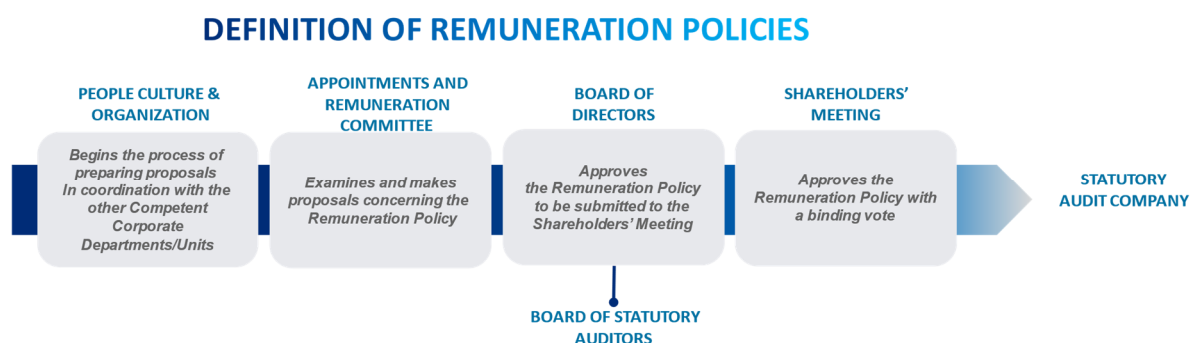 DEFINITION OF REMUNERATION POLICIES
PEOPLE CULTURE &
ORGANIZATION
Begins the process of
preparing proposals
In coordination with the
other Competent
Corporate
Departments/Units
APPOINTMENTS AND
REMUNERATION
COMMITTEE
Examines and makes
proposals concerning the
Remuneration Policy
BOARD OF
DIRECTORS
Approves
the Remuneration Policy
to be submitted to the
Shareholders' Meeting
BOARD OF STATUTORY
AUDITORS
SHAREHOLDERS'
MEETING
Approves the
Remuneration Policy with
a binding vote
STATUTORY
AUDIT COMPANY